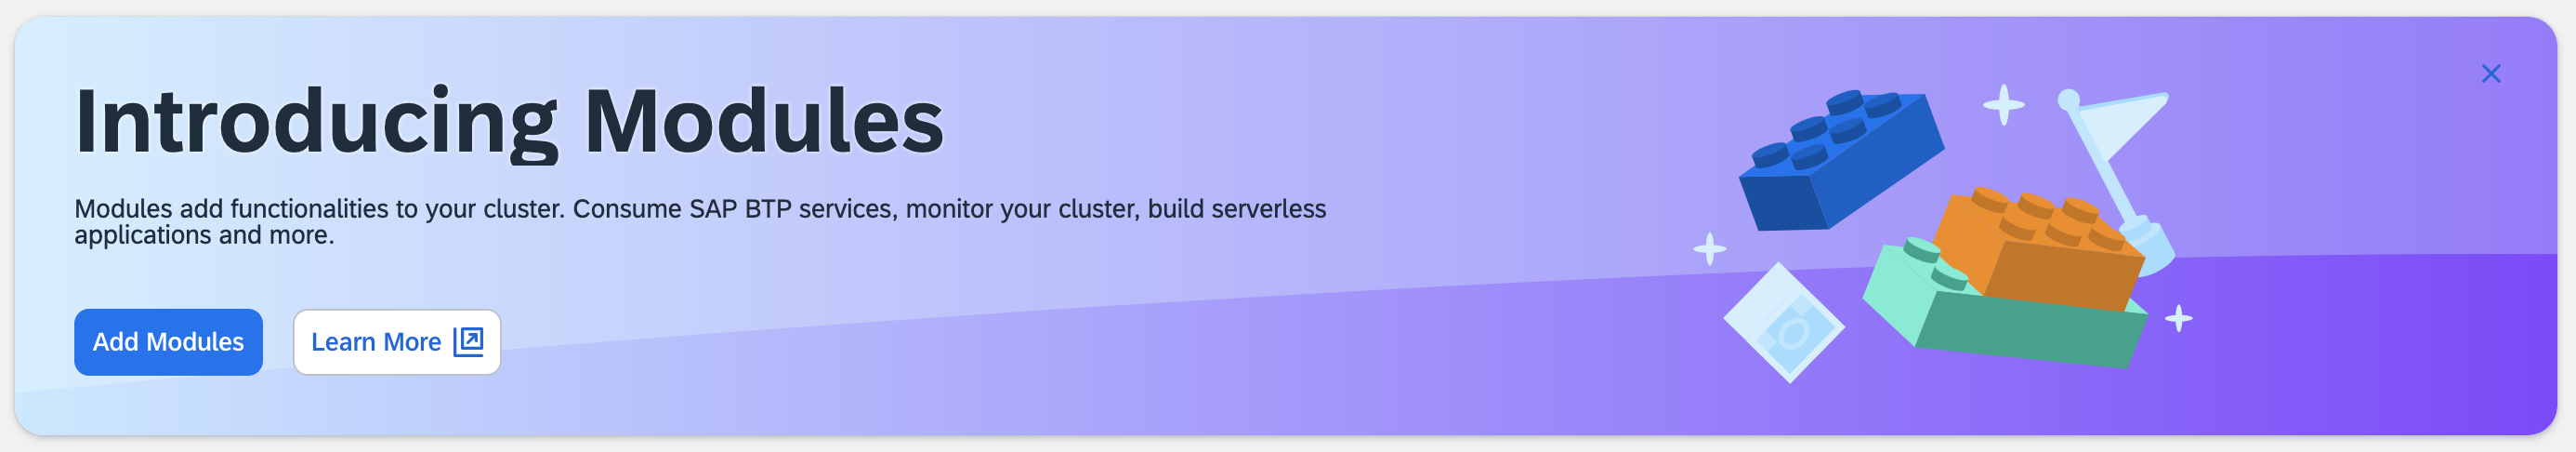 Introducing Modules
Modules add functionalities to your cluster. Consume SAP BTP services, monitor your cluster, build serverless
applications and more.
Add Modules
Learn More